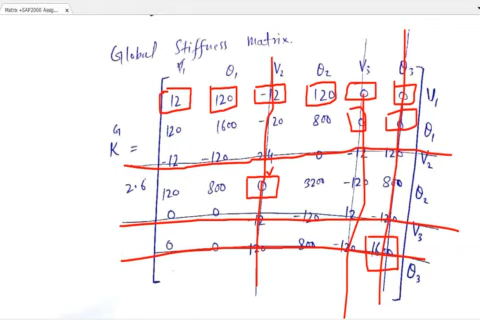 Matrix +SAP2000 Assig...
Global Stiffness Matrix.
V1 θ1 V2 θ2 V3 θ3
12 120 -12 120 0 0 V1
120 1600 -120 800 0 0 θ1
G
K =
-12 -120 24 0 -12 120 V2
2.6 120 800 0 3200 -120 800 θ2
0 0 -12 -120 12 -120 V3
0 0 120 800 -120 1600 θ3